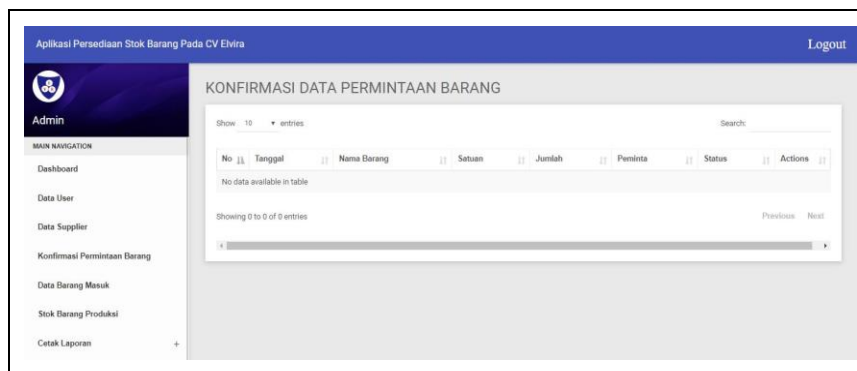 Aplikasi Persediaan Stok Barang Pada CV Elvira Logout
Admin
MAIN NAVIGATION
Dashboard
Data User
Data Supplier
Konfirmasi Permintaan Barang
Data Barang Masuk
Stok Barang Produksi
Cetak Laporan +
KONFIRMASI DATA PERMINTAAN BARANG
Show 10 entries Search:
No Tanggal Nama Barang Satuan Jumlah Peminta Status Actions
No data available in table
Showing 0 to 0 of 0 entries Previous Next